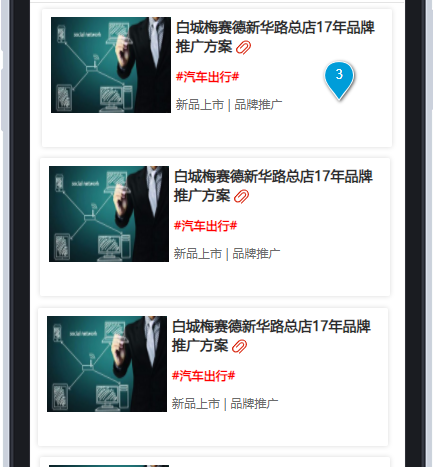 白城梅赛德新华路总店17年品牌
推广方案
#汽车出行#
3
新品上市 | 品牌推广
白城梅赛德新华路总店17年品牌
推广方案
#汽车出行#
新品上市 | 品牌推广
白城梅赛德新华路总店17年品牌
推广方案
#汽车出行#
新品上市 | 品牌推广